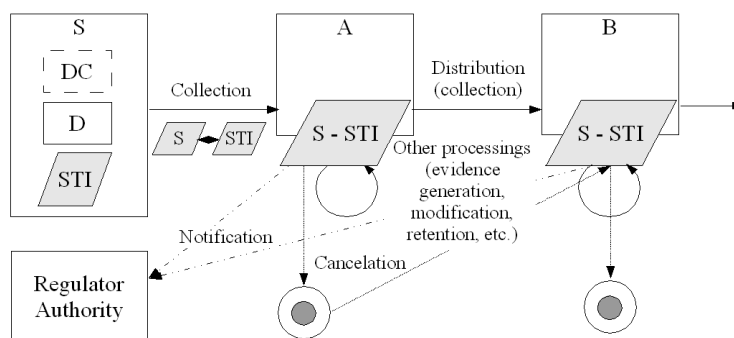 S
DC
D
STI
Collection
S
STI
A
S - STI
Distribution
(collection)
B
S - STI
Other processings
(evidence
generation,
modification,
retention, etc.)
Notification
Cancelation
Regulator
Authority